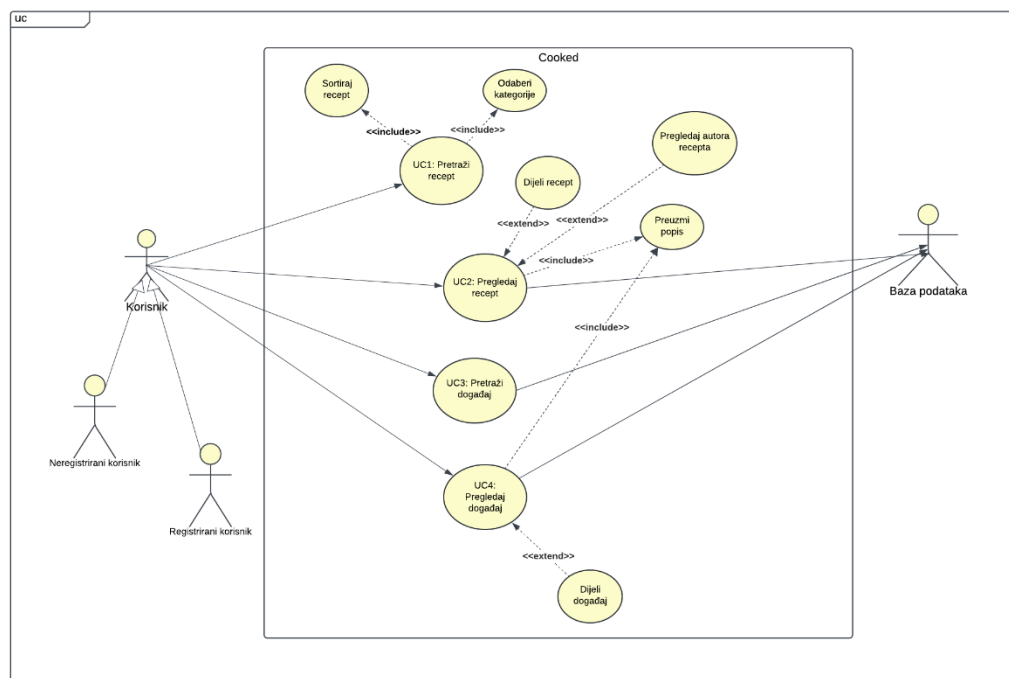 uc
Cooked
Sortiraj
recept
Odaberi
kategorije
<<include>>
<<include>>
UC1: Pretraži
recept
Pregledaj autora
recepta
Dijeli recept
<<extend>>
<<extend>>
Preuzmi
popis
<<include>>
UC2: Pregledaj
recept
Korisnik
Baza podataka
<<include>>
UC3: Pretraži
događaj
Neregistrirani korisnik
UC4:
Pregledaj
događaj
Registrirani korisnik
<<extend>>
Dijeli
događaj